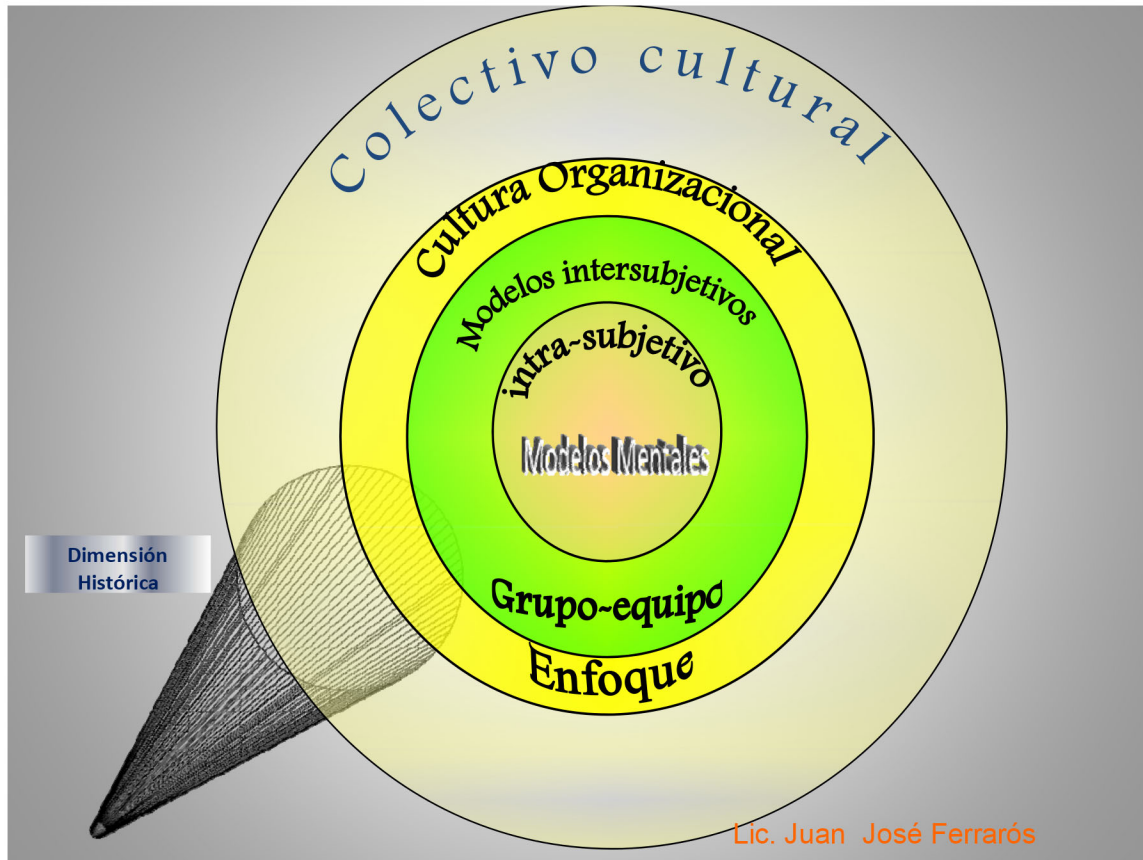 Colectivo cultural
Cultura Organizacional
Modelos intersubjetivos
intra-subjetivo
Modelos Mentales
Dimensión
Histórica
Grupo-equipo
Enfoque
Lic. Juan José Ferrarós